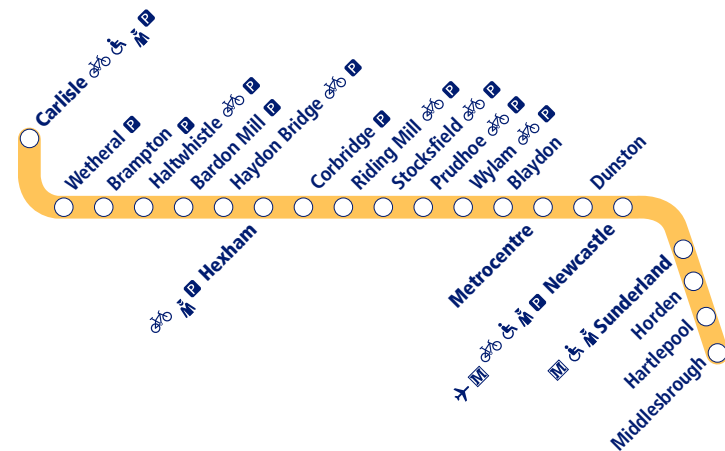 Carlisle P
Wetheral P
Brampton P
Haltwhistle P
Bardon Mill P
Haydon Bridge P
Hexham P
Corbridge P
Riding Mill P
Stocksfield P
Prudhoe P
Wylam P
Blaydon
Metrocentre
Dunston
M P Newcastle
M Sunderland
Horden
Hartlepool
Middlesbrough